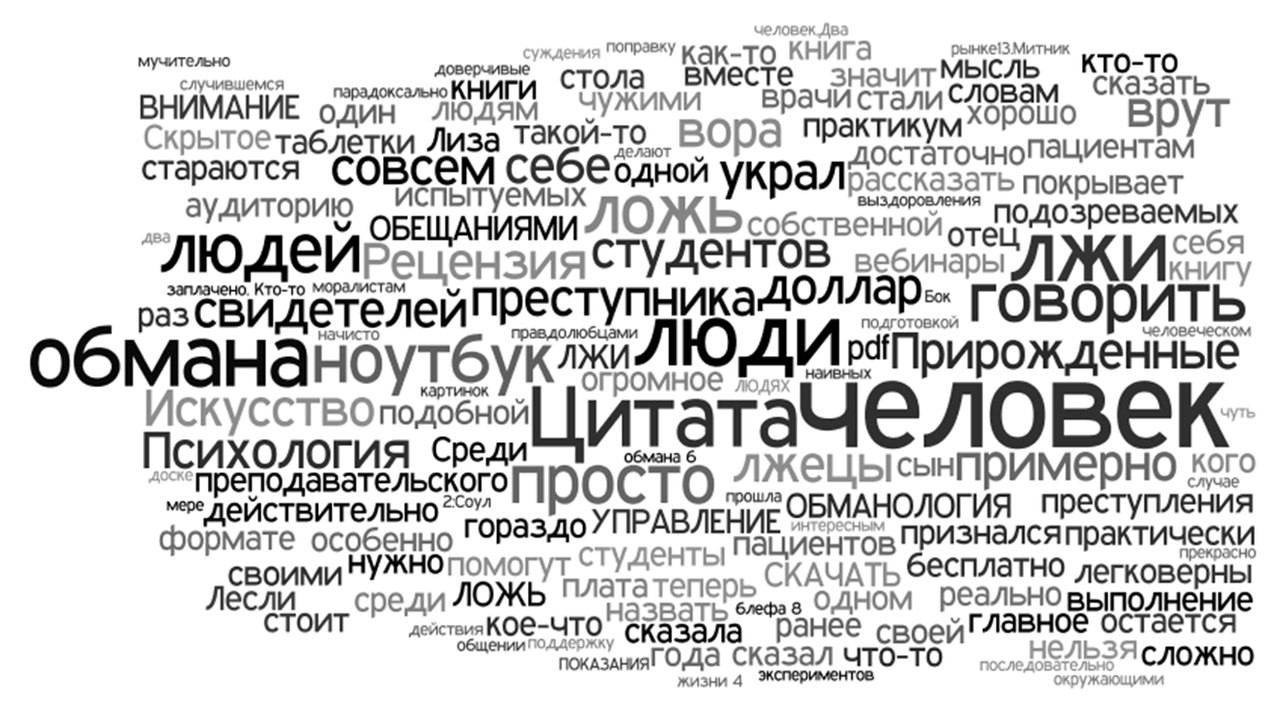 человек.Два
мучительно суждения поправку как-то книга рынке13.Митник кто-то
случившемся доверчивые стола вместе значит мысль сказать
парадоксально книги чужими врачи стали словам врут
ВНИМАНИЕ один людям хорошо
Скрытое таблетки Лиза такой-то вора практикум
стараются совсем себе делают одной украл достаточно пациентам
испытуемых рассказать покрывает
аудиторию ложь выздоровления подозреваемых
ОБЕЩАНИЯМИ собственной отец
два людей Рецензия студентов вебинары лжи себя
книгу
заплачено. Кто-то моралистам преступника доллар Бок говорить
раз свидетелей
начисто правдолюбцами люди подготовкой человеческом
обмана ноутбук лжи pdf Прирожденные
картинок огромное людях наивных
Искусство подобной Цитата человек чуть
Психология Среди обмана 6 лжецы сын примерно кого
доске преподавательского просто случае
мере действительно 2:Соул прошла ОБМАНОЛОГИЯ преступления
гораздо УПРАВЛЕНИЕ интересным признался практически
формате особенно пациентов прекрасно
своими нужно помогут студенты СКАЧАТЬ бесплатно легковерны
Лесли среди ЛОЖЬ плата теперь одном реально выполнение
стоит назвать блефа 8 главное остается
действия кое-что сказала ранее своей
общении поддержку нельзя сложно
ПОКАЗАНИЯ года сказал что-то последовательно
жизни 4 экспериментов окружающими